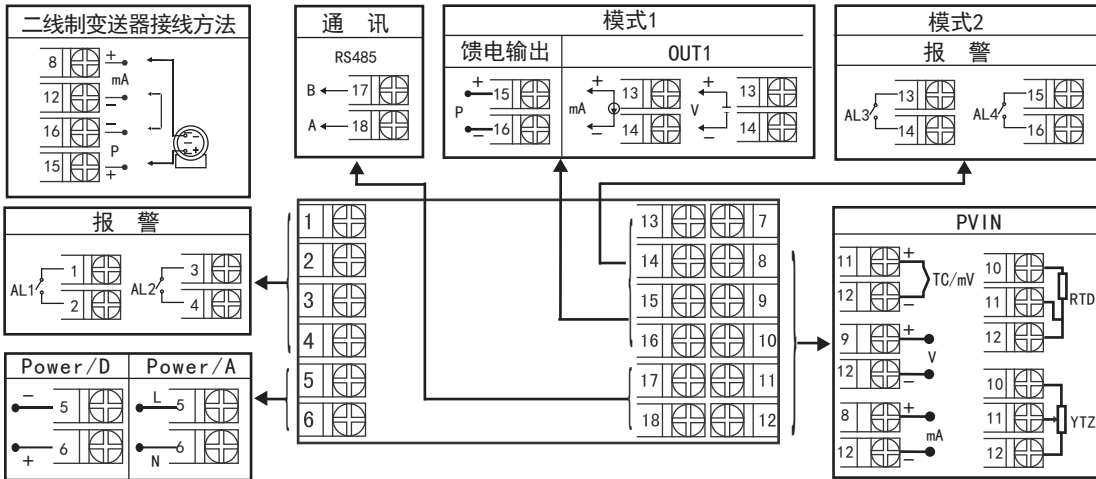 二线制变送器接线方法
8 + mA
12 −
16 − P
15 +
− − +
通 讯
RS485
B 17
A 18
模式1
馈电输出 OUT1
P + 15 − 16
mA + 13 − 14
V + 13 − 14
模式2
报 警
AL3 13 14
AL4 15 16
报 警
AL1 1 2
AL2 3 4
Power/D Power/A
− 5 L 5
+ 6 N 6
1 13 7
2 14 8
3 15 9
4 16 10
5 17 11
6 18 12
PVIN
11 + 12 − TC/mV
10 11 12 RTD
9 + 12 − V
10 11 12 YTZ
8 + 12 − mA